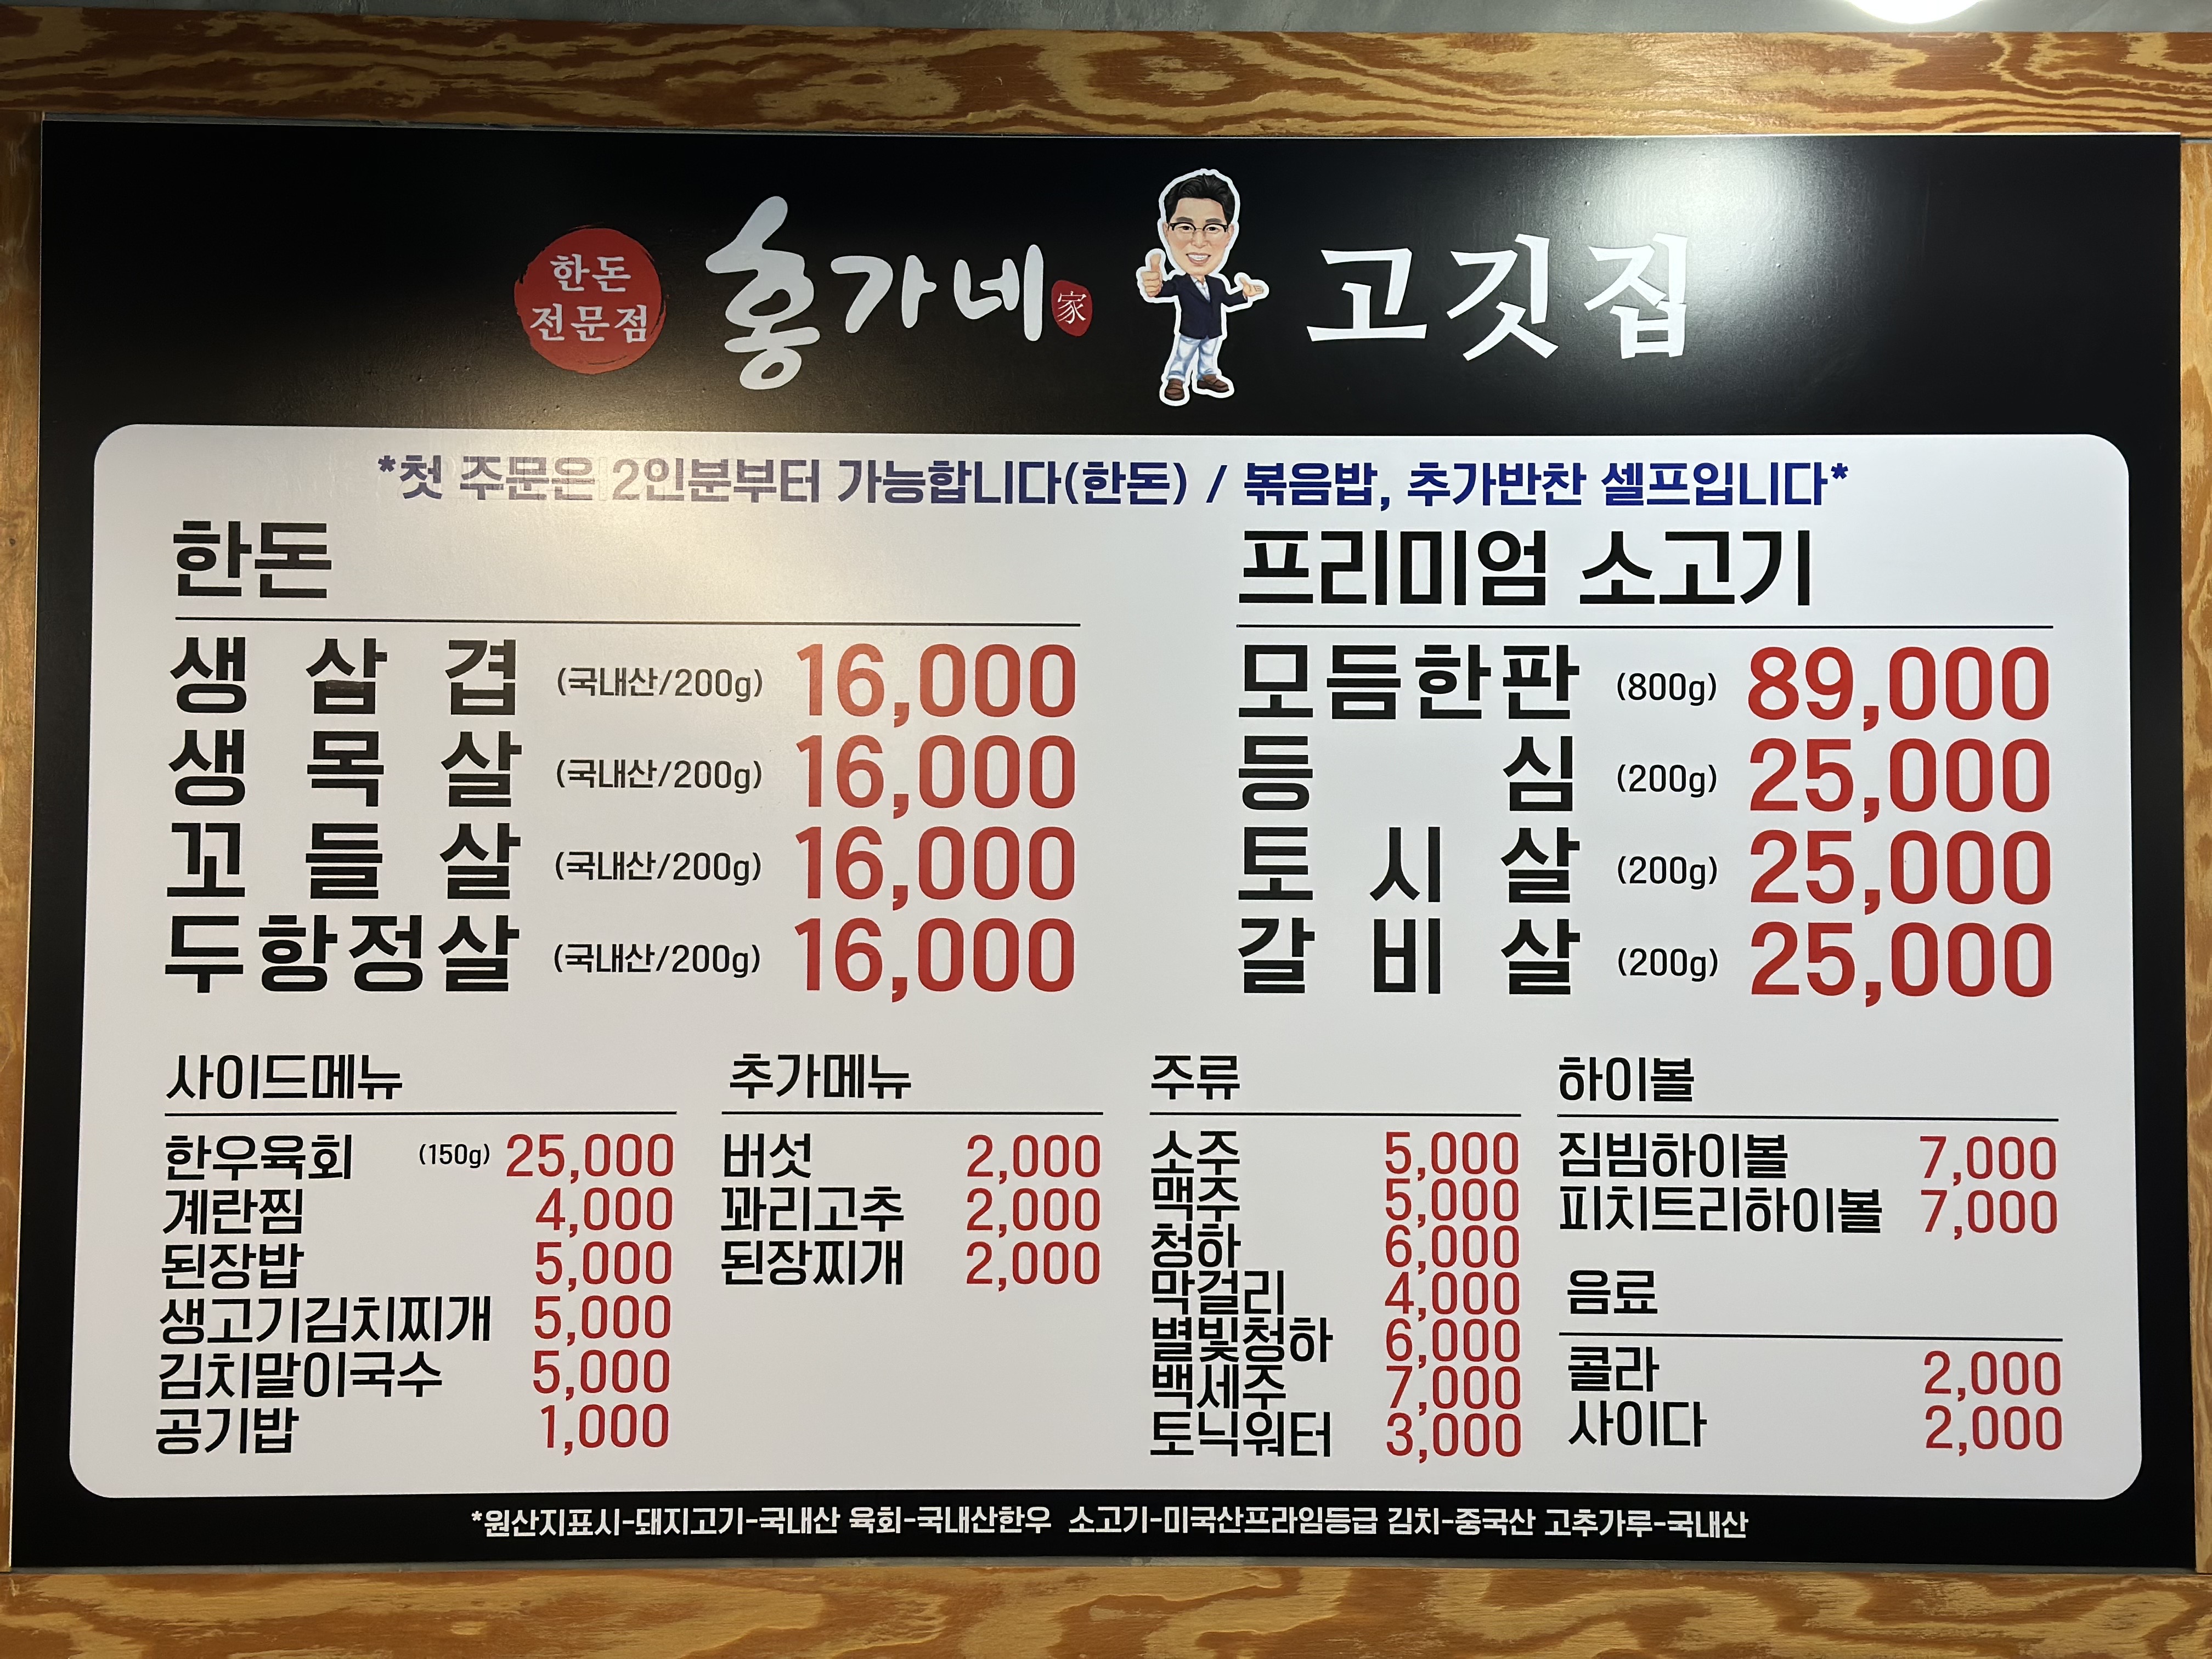 한돈
전문점
홍가네 家 고깃집
*첫 주문은 2인분부터 가능합니다(한돈) / 볶음밥, 추가반찬 셀프입니다*
한돈
생삼겹 (국내산/200g) 16,000
생목살 (국내산/200g) 16,000
꼬들살 (국내산/200g) 16,000
두항정살 (국내산/200g) 16,000
프리미엄 소고기
모듬한판 (800g) 89,000
등심 (200g) 25,000
토시살 (200g) 25,000
갈비살 (200g) 25,000
사이드메뉴
한우육회 (150g) 25,000
계란찜 4,000
된장밥 5,000
생고기김치찌개 5,000
김치말이국수 5,000
공기밥 1,000
추가메뉴
버섯 2,000
꽈리고추 2,000
된장찌개 2,000
주류
소주 5,000
맥주 5,000
청하 6,000
막걸리 4,000
별빛청하 6,000
백세주 7,000
토닉워터 3,000
하이볼
짐빔하이볼 7,000
피치트리하이볼 7,000
음료
콜라 2,000
사이다 2,000
*원산지표시-돼지고기-국내산 육회-국내산한우 소고기-미국산프라임등급 김치-중국산 고추가루-국내산